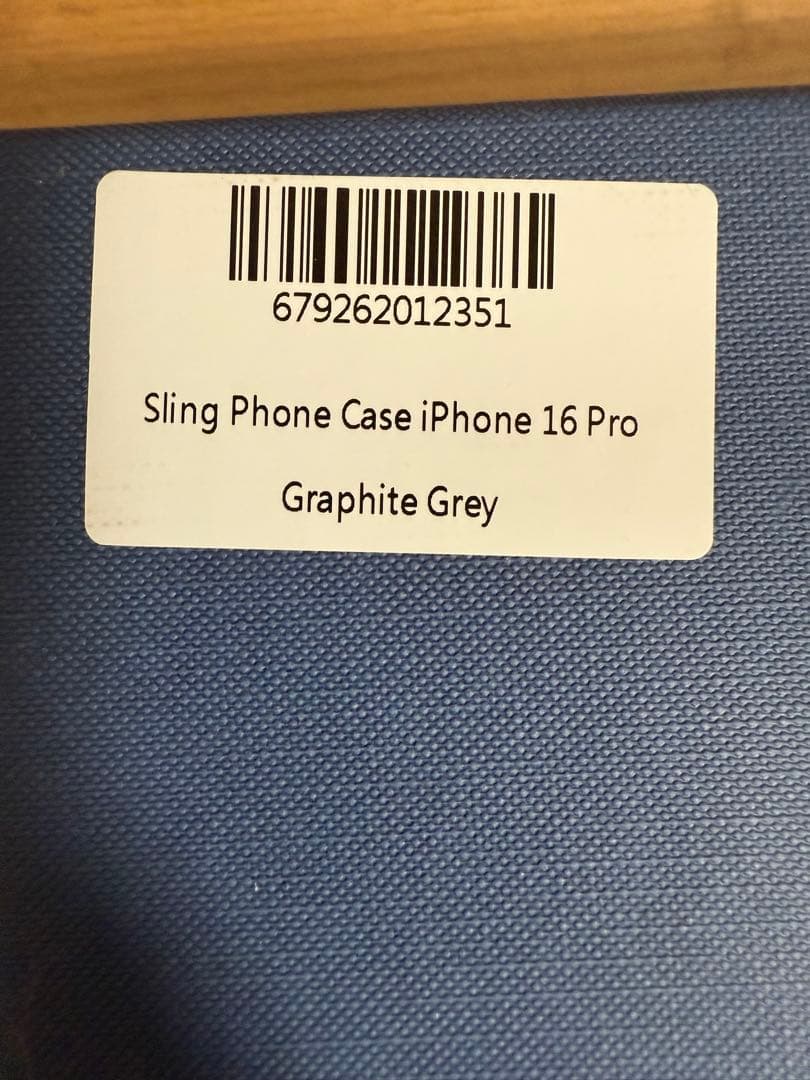 679262012351
Sling Phone Case iPhone 16 Pro
Graphite Grey